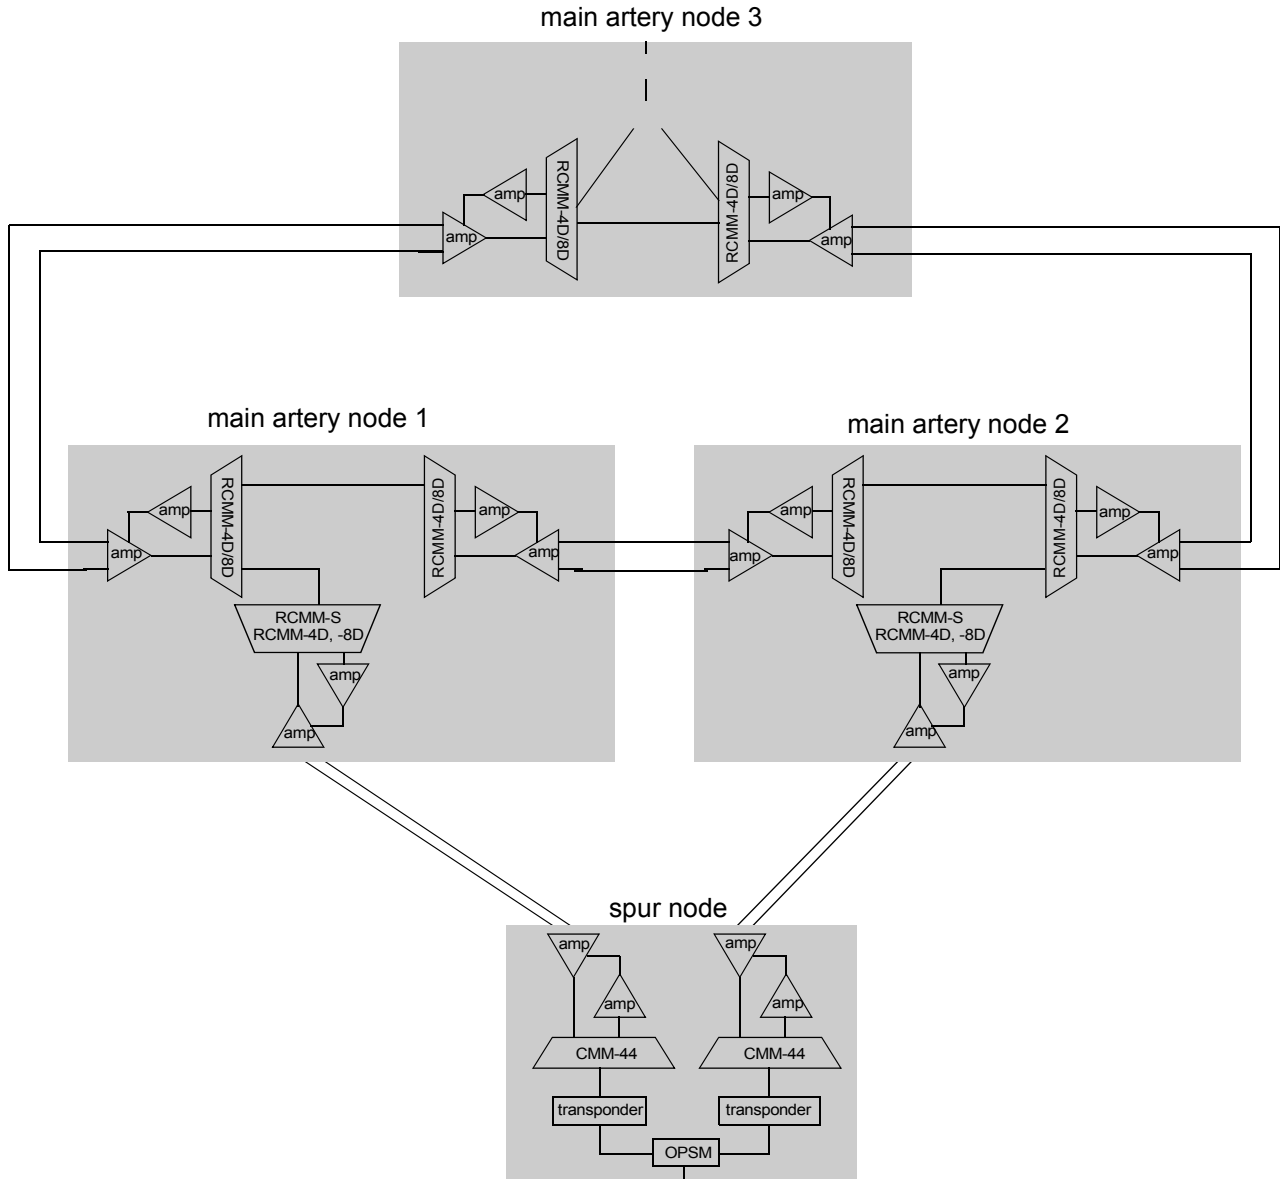 main artery node 3
RCMM-4D/8D
RCMM-4D/8D
amp
amp
amp
amp
main artery node 1
main artery node 2
RCMM-4D/8D
RCMM-4D/8D
amp
amp
amp
amp
RCMM-4D/8D
RCMM-4D/8D
amp
amp
amp
amp
RCMM-S
RCMM-4D, -8D
RCMM-S
RCMM-4D, -8D
amp
amp
amp
amp
spur node
amp
amp
amp
amp
CMM-44
CMM-44
transponder
transponder
OPSM